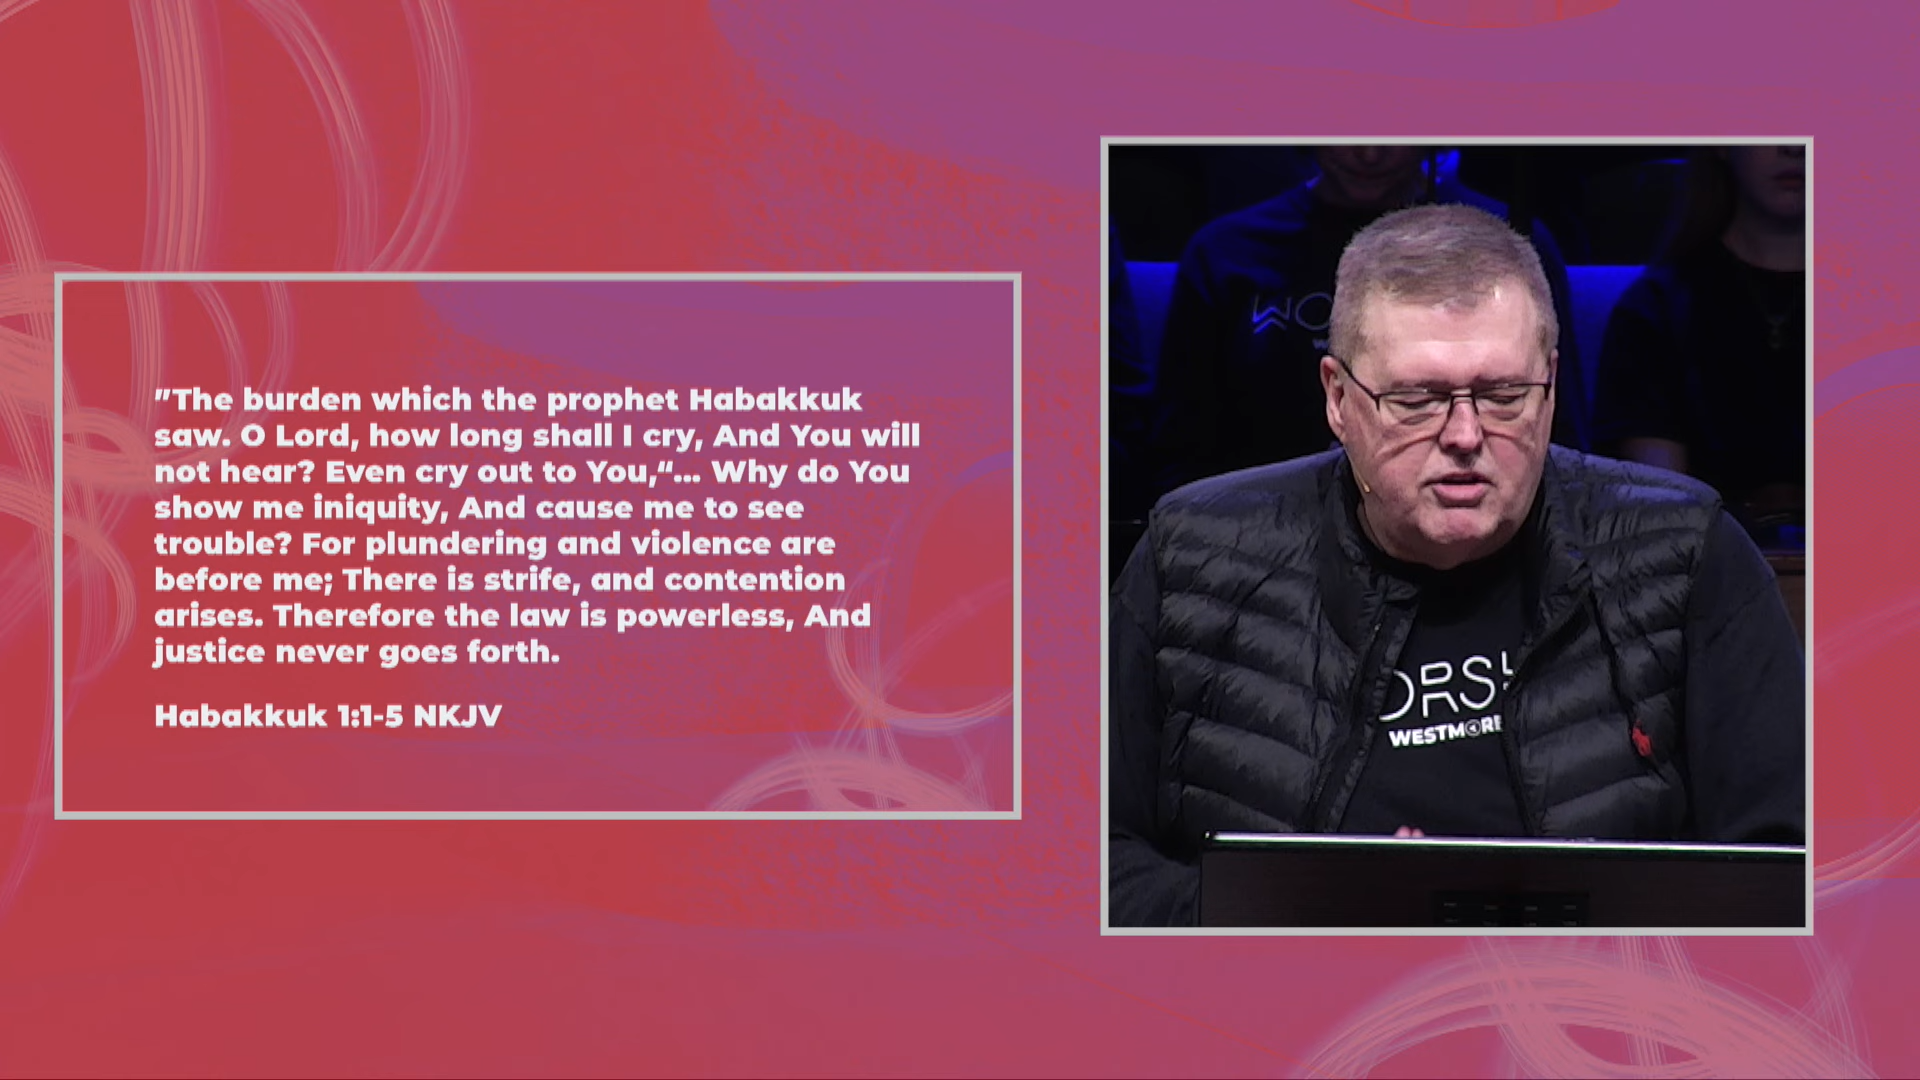 "The burden which the prophet Habakkuk
saw. O Lord, how long shall I cry, And You will
not hear? Even cry out to You,“... Why do You
show me iniquity, And cause me to see
trouble? For plundering and violence are
before me; There is strife, and contention
arises. Therefore the law is powerless, And
justice never goes forth.
Habakkuk 1:1-5 NKJV
WO
ORS
WESTMORE